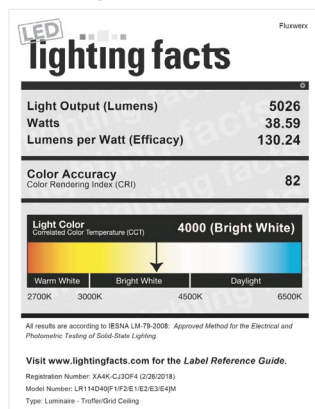 Fluxwerx
LED
lighting facts
Light Output (Lumens) 5026
Watts 38.59
Lumens per Watt (Efficacy) 130.24
Color Accuracy 82
Color Rendering Index (CRI)
Light Color 4000 (Bright White)
Correlated Color Temperature (CCT)
Warm White Bright White Daylight
2700K 3000K 4500K 6500K
All results are according to IESNA LM-79-2008: Approved Method for the Electrical and
Photometric Testing of Solid-State Lighting.
Visit www.lightingfacts.com for the Label Reference Guide.
Registration Number: XA4K-CJ3OF4 (2/26/2018)
Model Number: LR114D40[F1/F2/E1/E2/E3/E4]M
Type: Luminaire - Troffer/Grid Ceiling